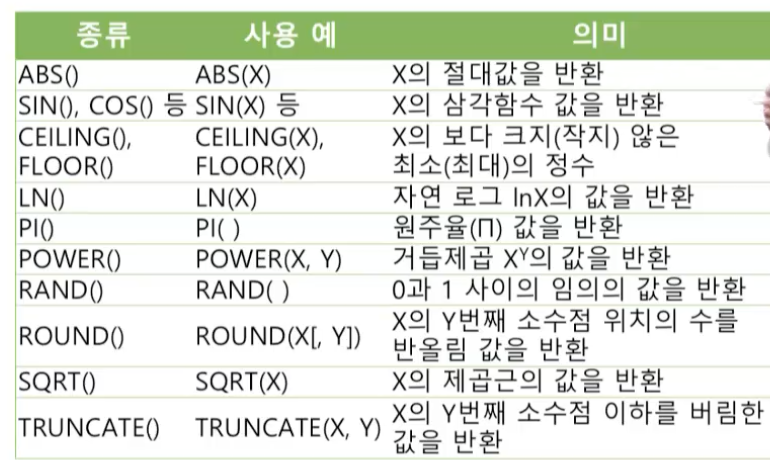 종류 사용 예 의미
ABS() ABS(X) X의 절대값을 반환
SIN(), COS() 등 SIN(X) 등 X의 삼각함수 값을 반환
CEILING(), CEILING(X), X의 보다 크지(작지) 않은
FLOOR() FLOOR(X) 최소(최대)의 정수
LN() LN(X) 자연 로그 lnX의 값을 반환
PI() PI( ) 원주율(Π) 값을 반환
POWER() POWER(X, Y) 거듭제곱 Xʸ의 값을 반환
RAND() RAND( ) 0과 1 사이의 임의의 값을 반환
ROUND() ROUND(X[, Y]) X의 Y번째 소수점 위치의 수를
반올림 값을 반환
SQRT() SQRT(X) X의 제곱근의 값을 반환
TRUNCATE() TRUNCATE(X, Y) X의 Y번째 소수점 이하를 버림한
값을 반환